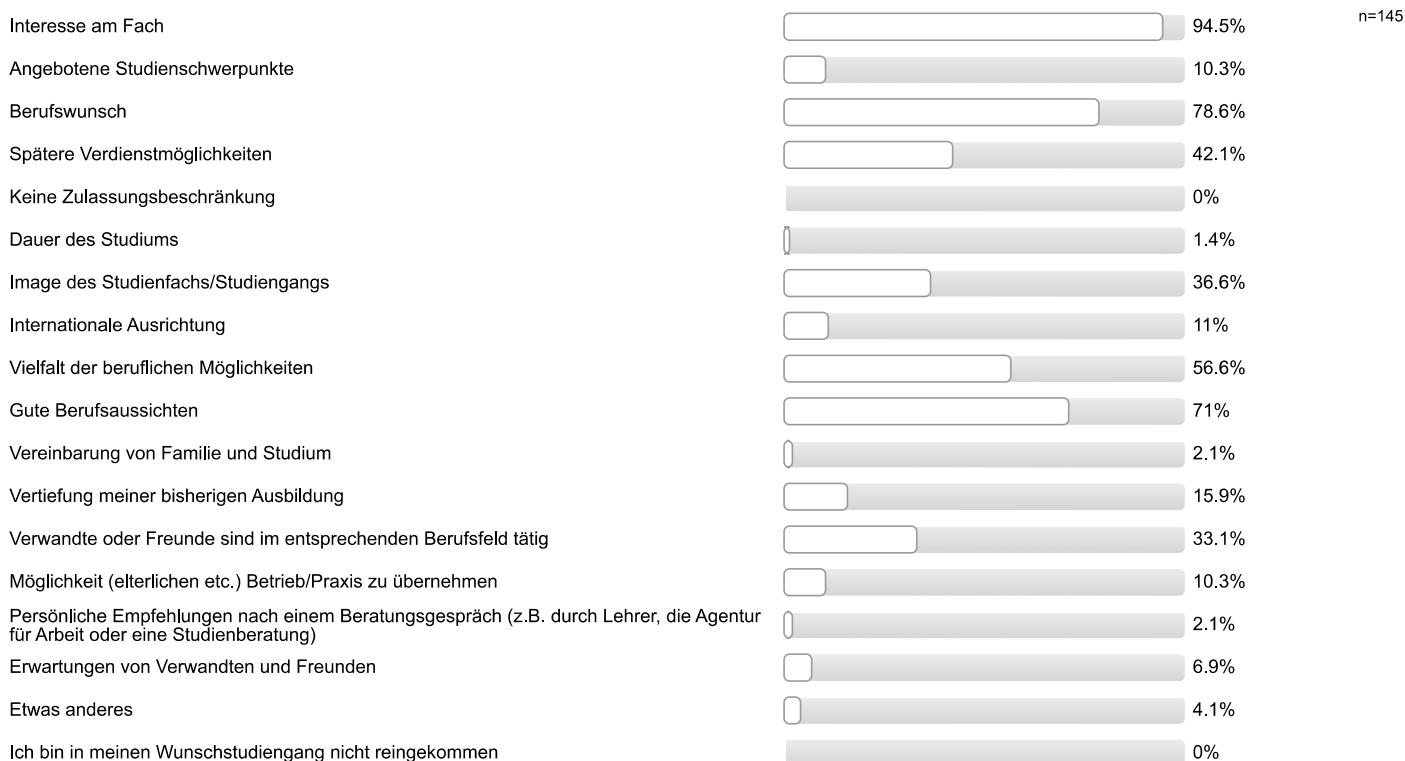 Interesse am Fach 94.5% n=145
Angebotene Studienschwerpunkte 10.3%
Berufswunsch 78.6%
Spätere Verdienstmöglichkeiten 42.1%
Keine Zulassungsbeschränkung 0%
Dauer des Studiums 1.4%
Image des Studienfachs/Studiengangs 36.6%
Internationale Ausrichtung 11%
Vielfalt der beruflichen Möglichkeiten 56.6%
Gute Berufsaussichten 71%
Vereinbarung von Familie und Studium 2.1%
Vertiefung meiner bisherigen Ausbildung 15.9%
Verwandte oder Freunde sind im entsprechenden Berufsfeld tätig 33.1%
Möglichkeit (elterlichen etc.) Betrieb/Praxis zu übernehmen 10.3%
Persönliche Empfehlungen nach einem Beratungsgespräch (z.B. durch Lehrer, die Agentur
für Arbeit oder eine Studienberatung) 2.1%
Erwartungen von Verwandten und Freunden 6.9%
Etwas anderes 4.1%
Ich bin in meinen Wunschstudiengang nicht reingekommen 0%